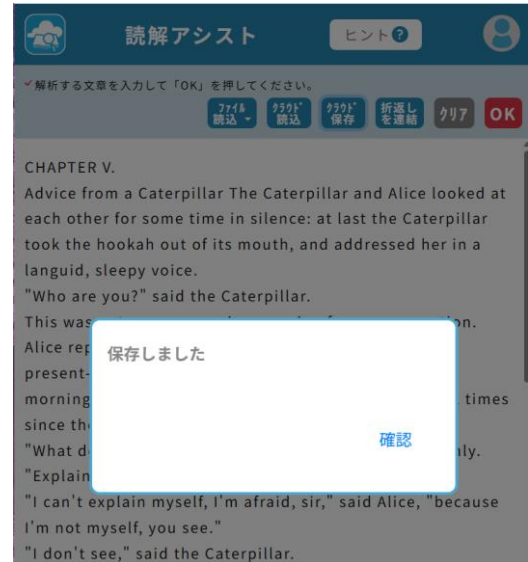 読解アシスト
ヒント?
✓解析する文章を入力して「OK」を押してください。
ファイル読込
クラウド読込
クラウド保存
折返しを連結
クリア
OK
CHAPTER V.
Advice from a Caterpillar The Caterpillar and Alice looked at
each other for some time in silence: at last the Caterpillar
took the hookah out of its mouth, and addressed her in a
languid, sleepy voice.
"Who are you?" said the Caterpillar.
This was
Alice
present-
morning
times
since
"What
"Explain
保存しました
確認
"I can't explain myself, I'm afraid, sir," said Alice, "because
I'm not myself, you see."
"I don't see," said the Caterpillar.